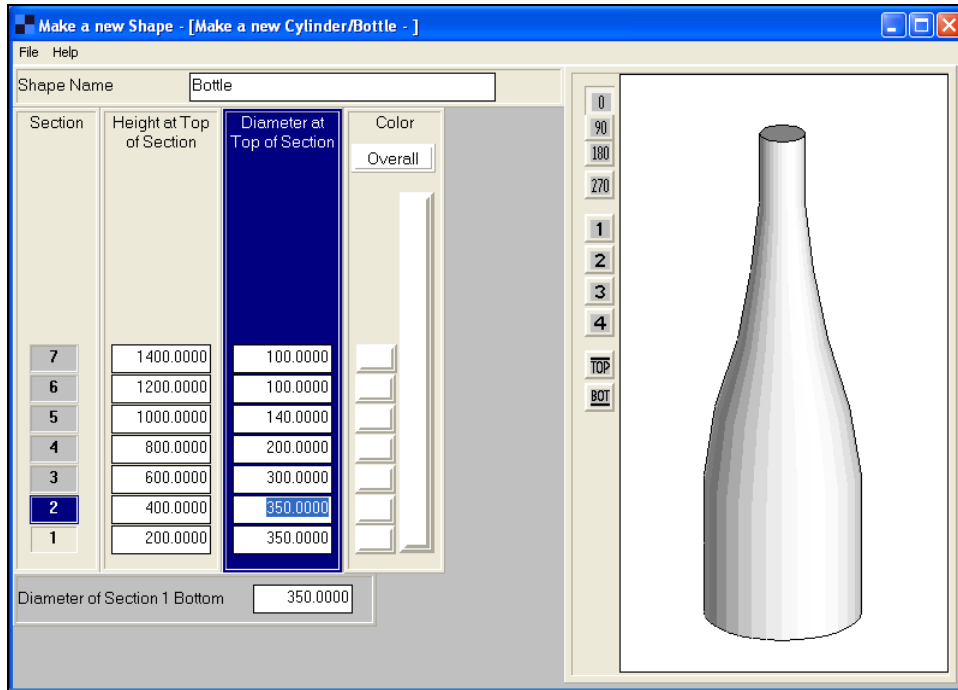 Make a new Shape - [Make a new Cylinder/Bottle - ]
File Help
Shape Name Bottle
Section
Height at Top
of Section
Diameter at
Top of Section
Color
Overall
7 1400.0000 100.0000
6 1200.0000 100.0000
5 1000.0000 140.0000
4 800.0000 200.0000
3 600.0000 300.0000
2 400.0000 350.0000
1 200.0000 350.0000
Diameter of Section 1 Bottom 350.0000
0
90
180
270
1
2
3
4
TOP
BOT